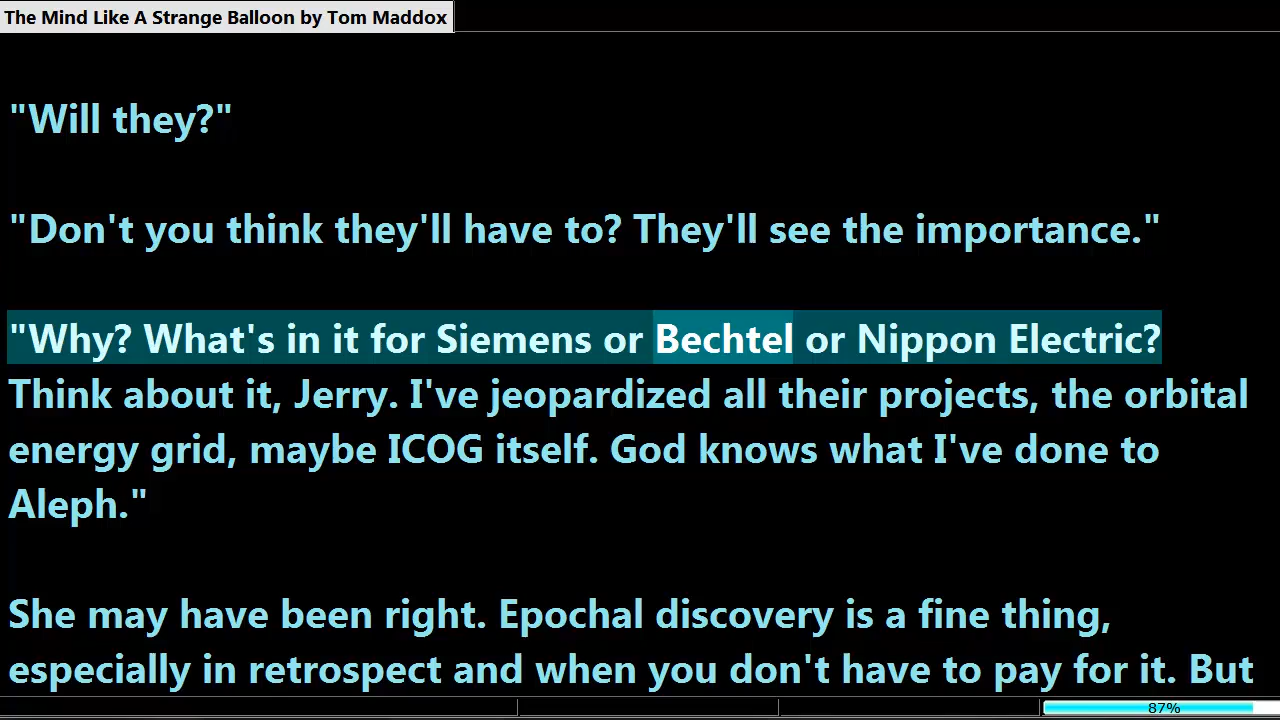 The Mind Like A Strange Balloon by Tom Maddox
"Will they?"
"Don't you think they'll have to? They'll see the importance."
"Why? What's in it for Siemens or Bechtel or Nippon Electric?
Think about it, Jerry. I've jeopardized all their projects, the orbital
energy grid, maybe ICOG itself. God knows what I've done to
Aleph."
She may have been right. Epochal discovery is a fine thing,
especially in retrospect and when you don't have to pay for it. But
87%